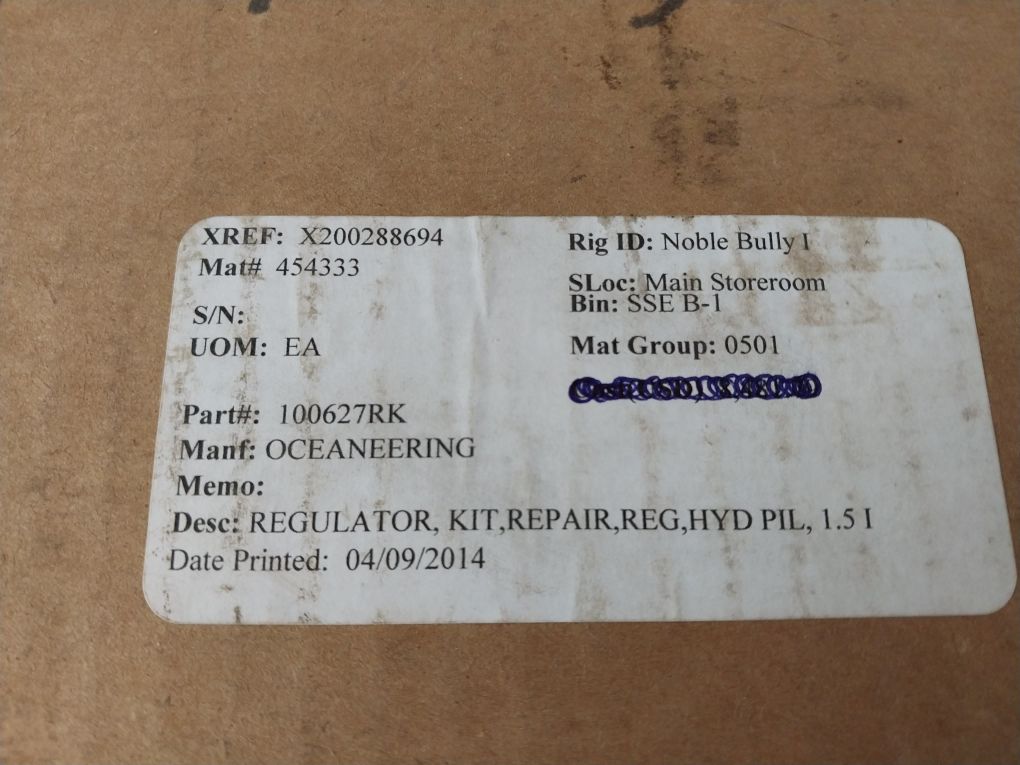 XREF: X200288694
Mat# 454333
S/N:
UOM: EA
Part#: 100627RK
Manf: OCEANEERING
Memo:
Desc: REGULATOR, KIT,REPAIR,REG,HYD PIL, 1.5 I
Date Printed: 04/09/2014
Rig ID: Noble Bully I
SLoc: Main Storeroom
Bin: SSE B-1
Mat Group: 0501